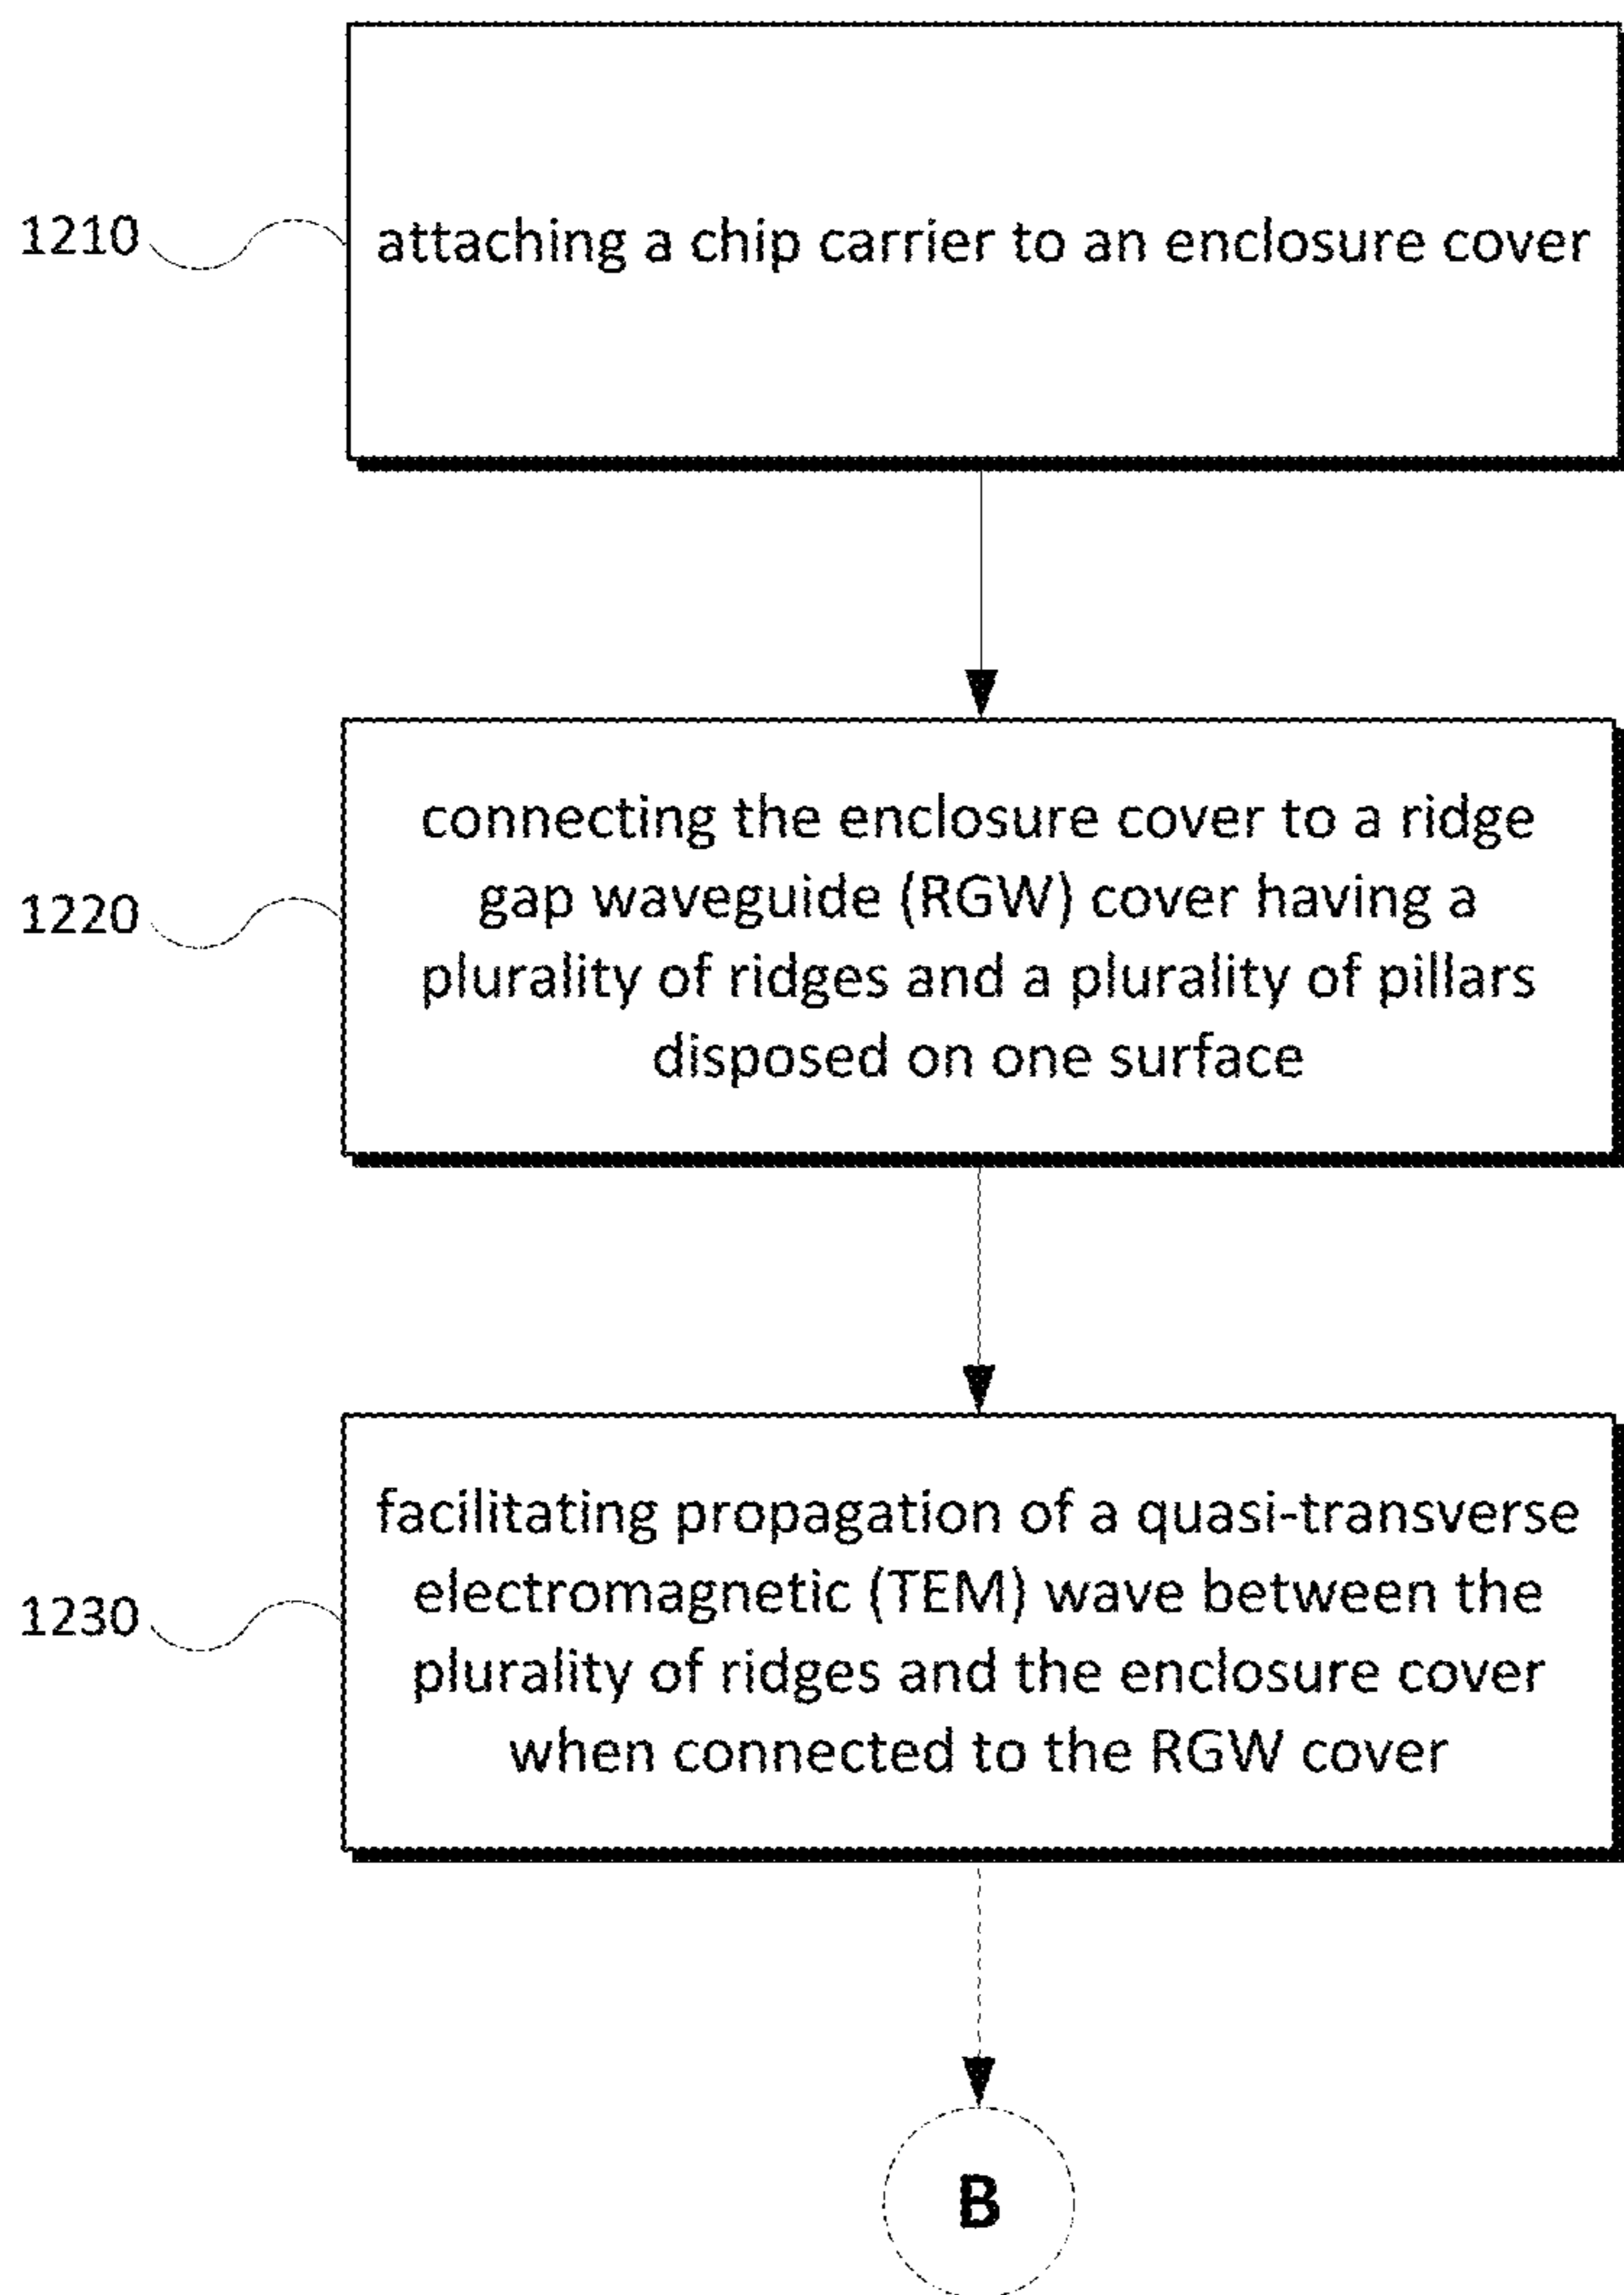 1210
attaching a chip carrier to an enclosure cover
1220
connecting the enclosure cover to a ridge
gap waveguide (RGW) cover having a
plurality of ridges and a plurality of pillars
disposed on one surface
1230
facilitating propagation of a quasi-transverse
electromagnetic (TEM) wave between the
plurality of ridges and the enclosure cover
when connected to the RGW cover
B